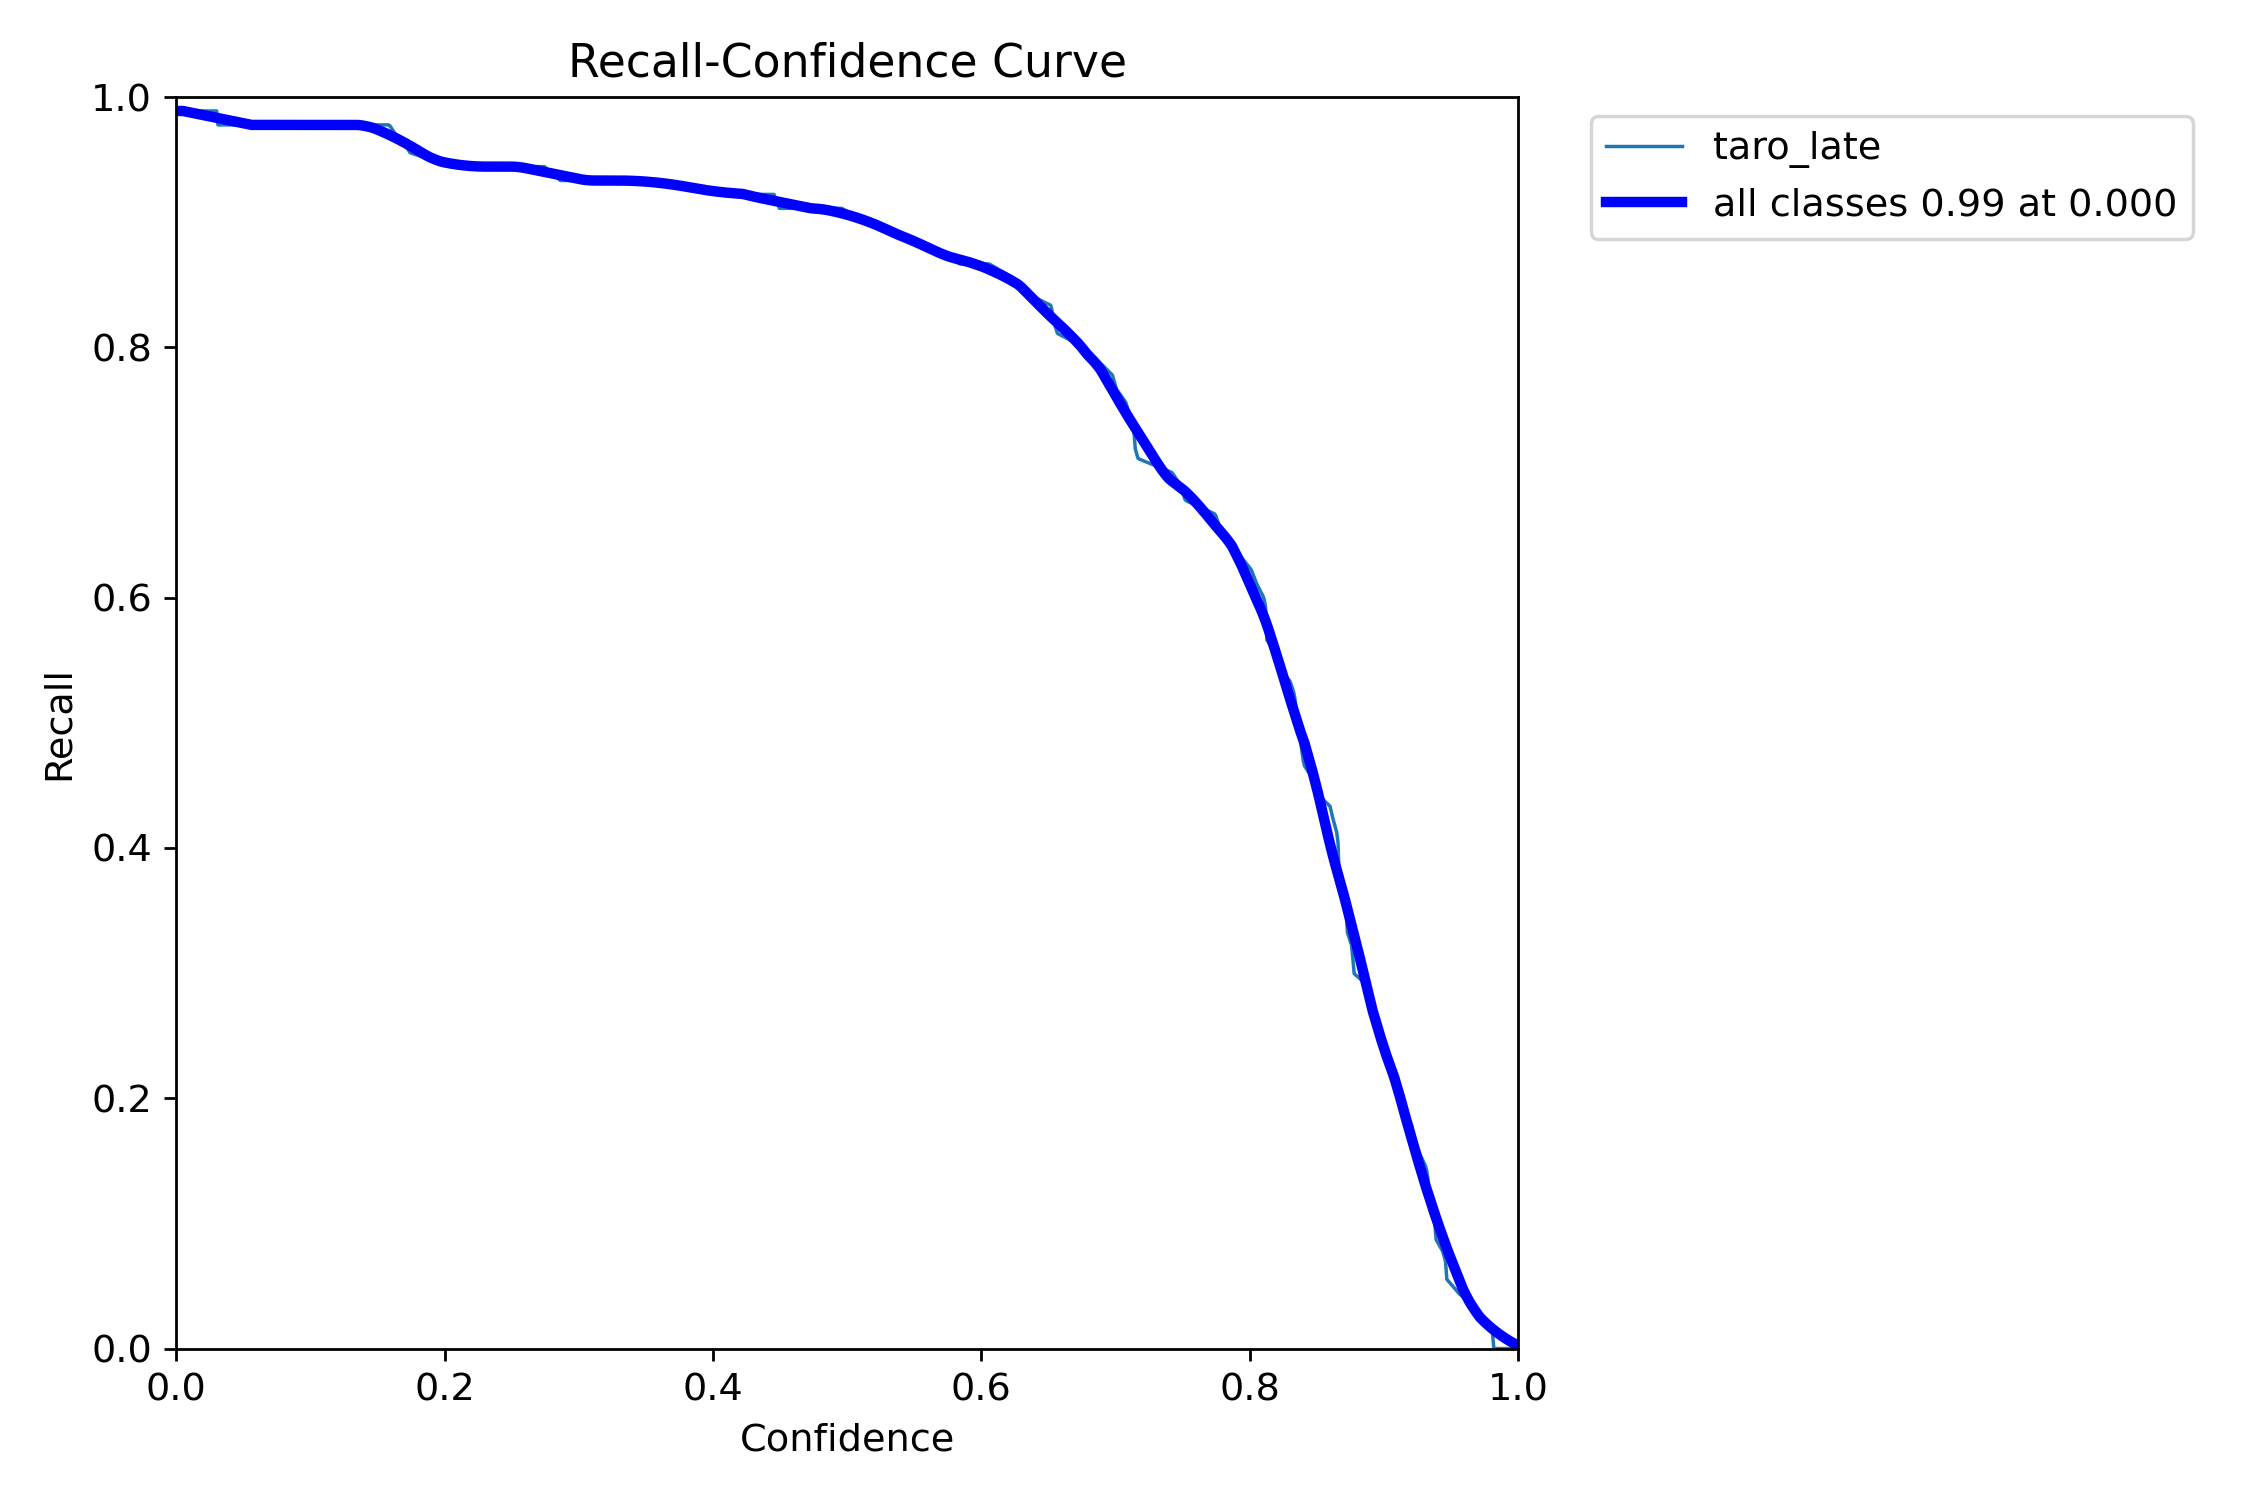 Recall-Confidence Curve
1.0
0.8
0.6
0.4
0.2
0.0
Recall
0.0 0.2 0.4 0.6 0.8 1.0
Confidence
taro_late
all classes 0.99 at 0.000